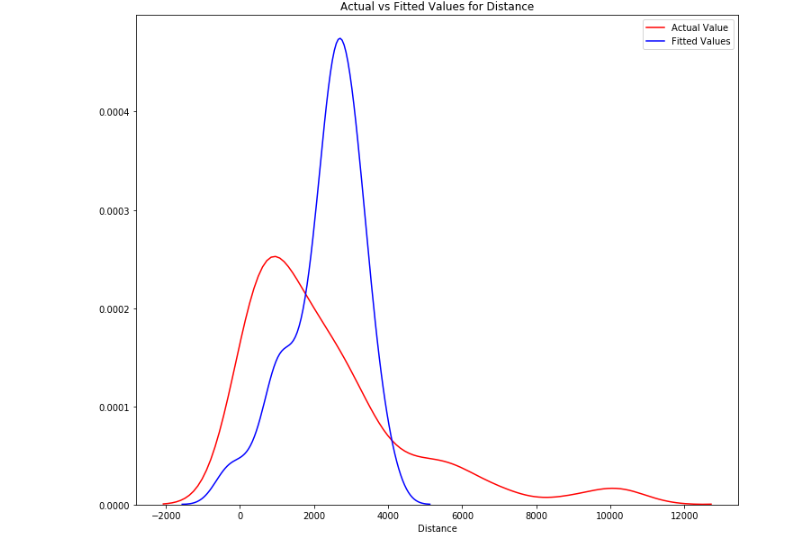 Actual vs Fitted Values for Distance
Actual Value
Fitted Values
0.0004
0.0003
0.0002
0.0001
0.0000
−2000 0 2000 4000 6000 8000 10000 12000
Distance